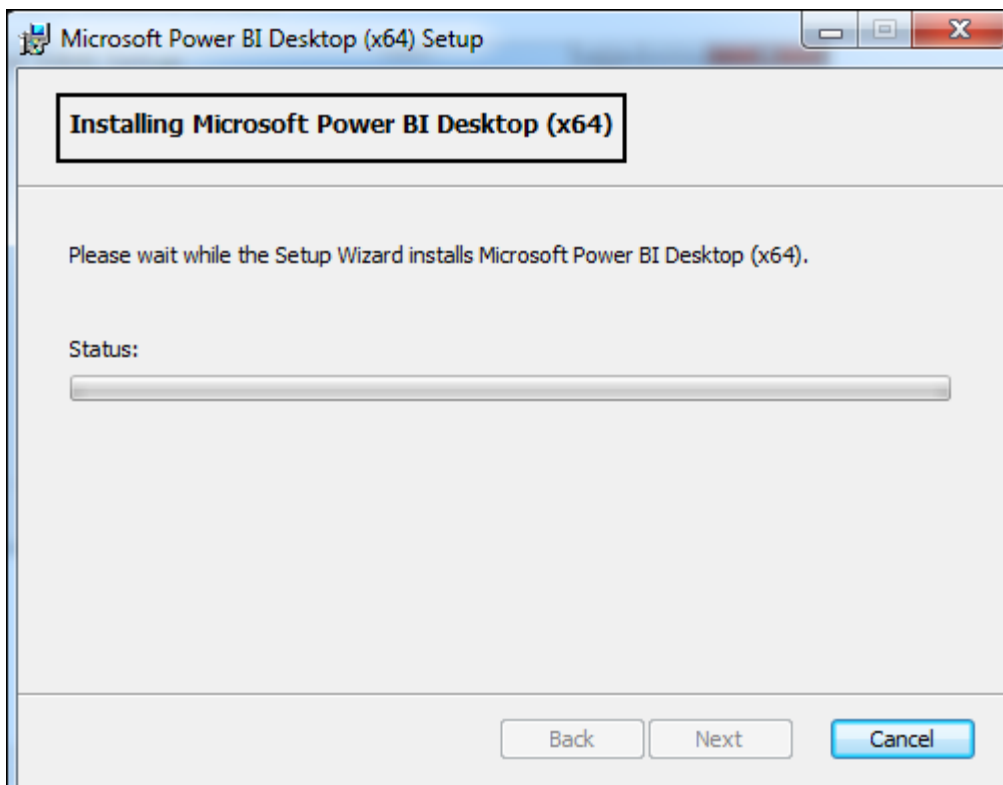 Microsoft Power BI Desktop (x64) Setup
Installing Microsoft Power BI Desktop (x64)
Please wait while the Setup Wizard installs Microsoft Power BI Desktop (x64).
Status:
Back Next Cancel